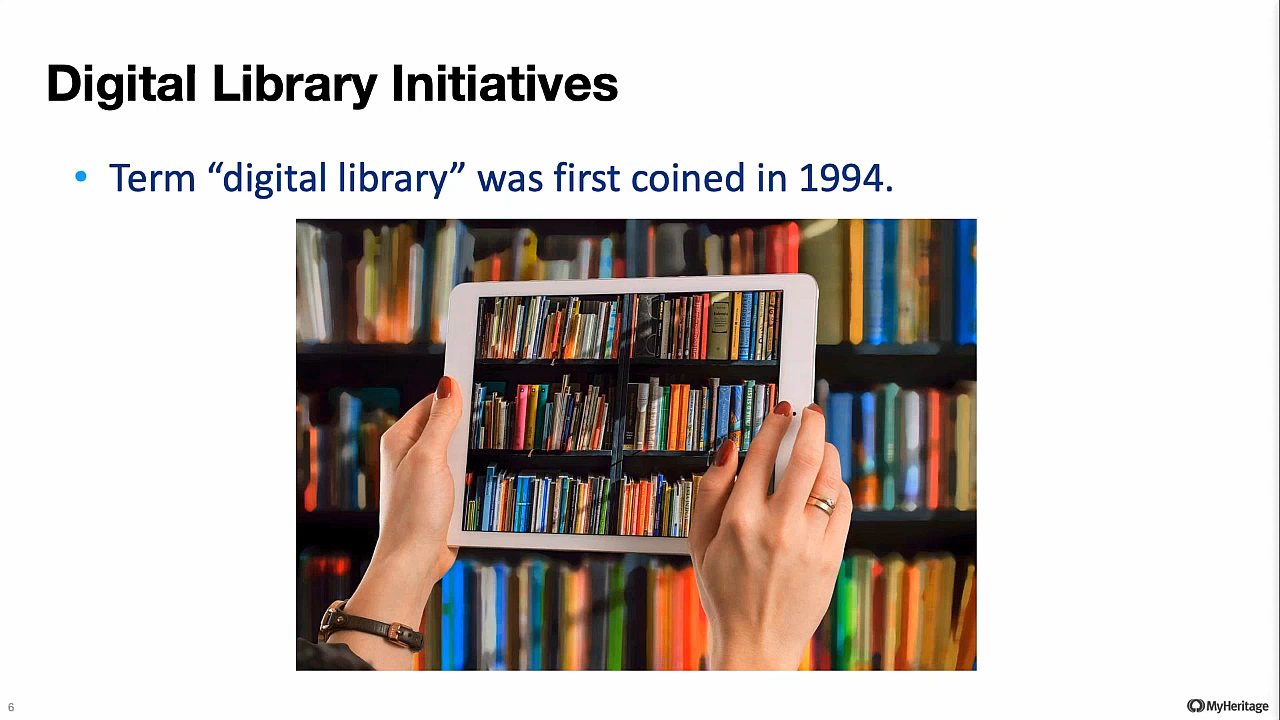 Digital Library Initiatives
• Term “digital library” was first coined in 1994.
6
MyHeritage